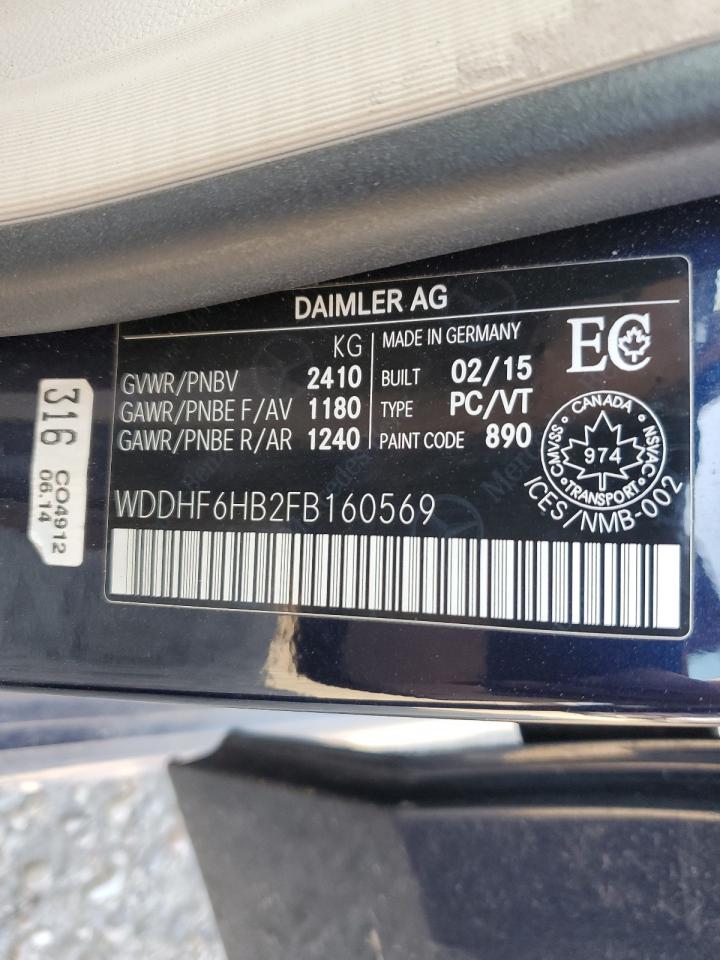 DAIMLER AG
KG
GVWR/PNBV 2410
GAWR/PNBE F/AV 1180
GAWR/PNBE R/AR 1240
MADE IN GERMANY
BUILT 02/15
TYPE PC/VT
PAINT CODE 890
EC
CANADA
CMVSS 974 NSVAC
TRANSPORT
ICES/NMB-002
WDDHF6HB2FB160569
316
CO4912
06.14